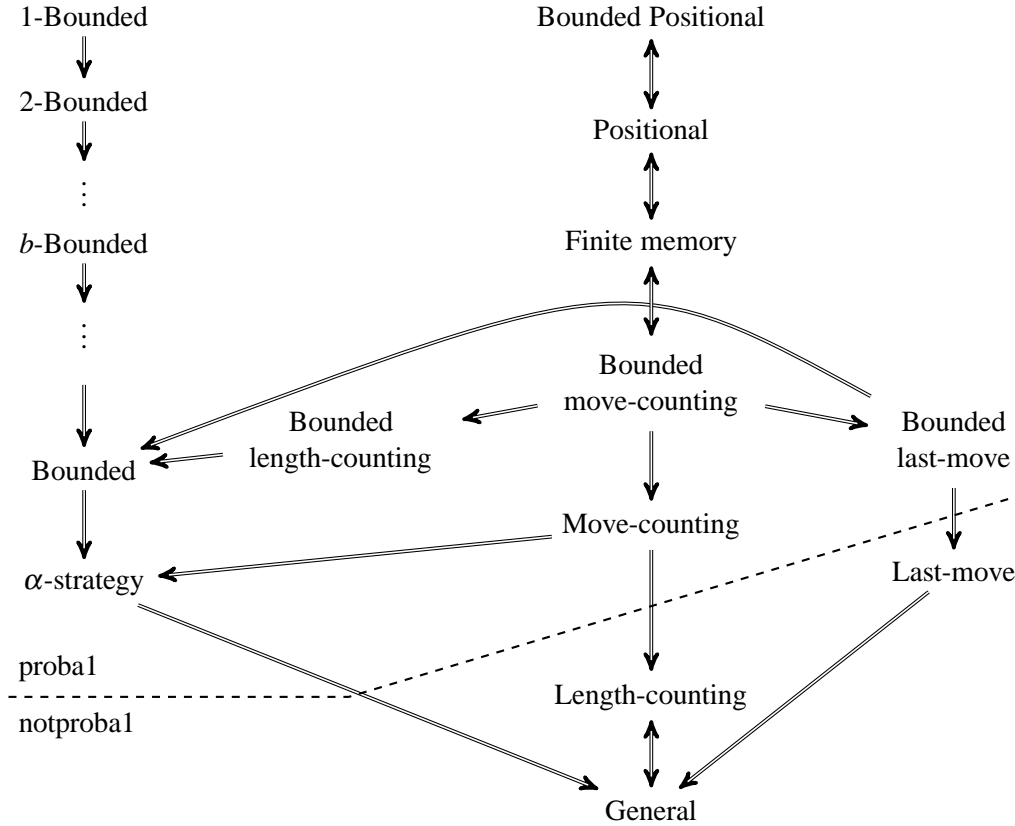 1-Bounded
Bounded Positional
2-Bounded
Positional
⋮
b-Bounded
Finite memory
⋮
Bounded
move-counting
Bounded
length-counting
Bounded
last-move
Bounded
Move-counting
α-strategy
Last-move
proba1
notproba1
Length-counting
General